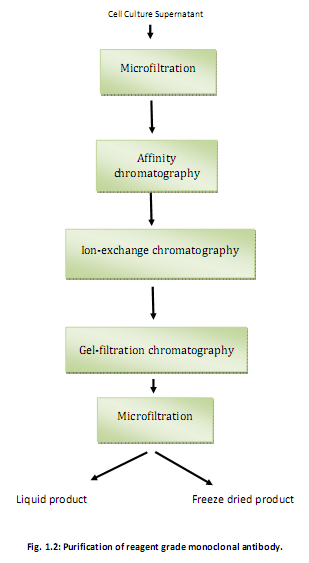 Cell Culture Supernatant
Microfiltration
Affinity
chromatography
Ion-exchange chromatography
Gel-filtration chromatography
Microfiltration
Liquid product
Freeze dried product
Fig. 1.2: Purification of reagent grade monoclonal antibody.